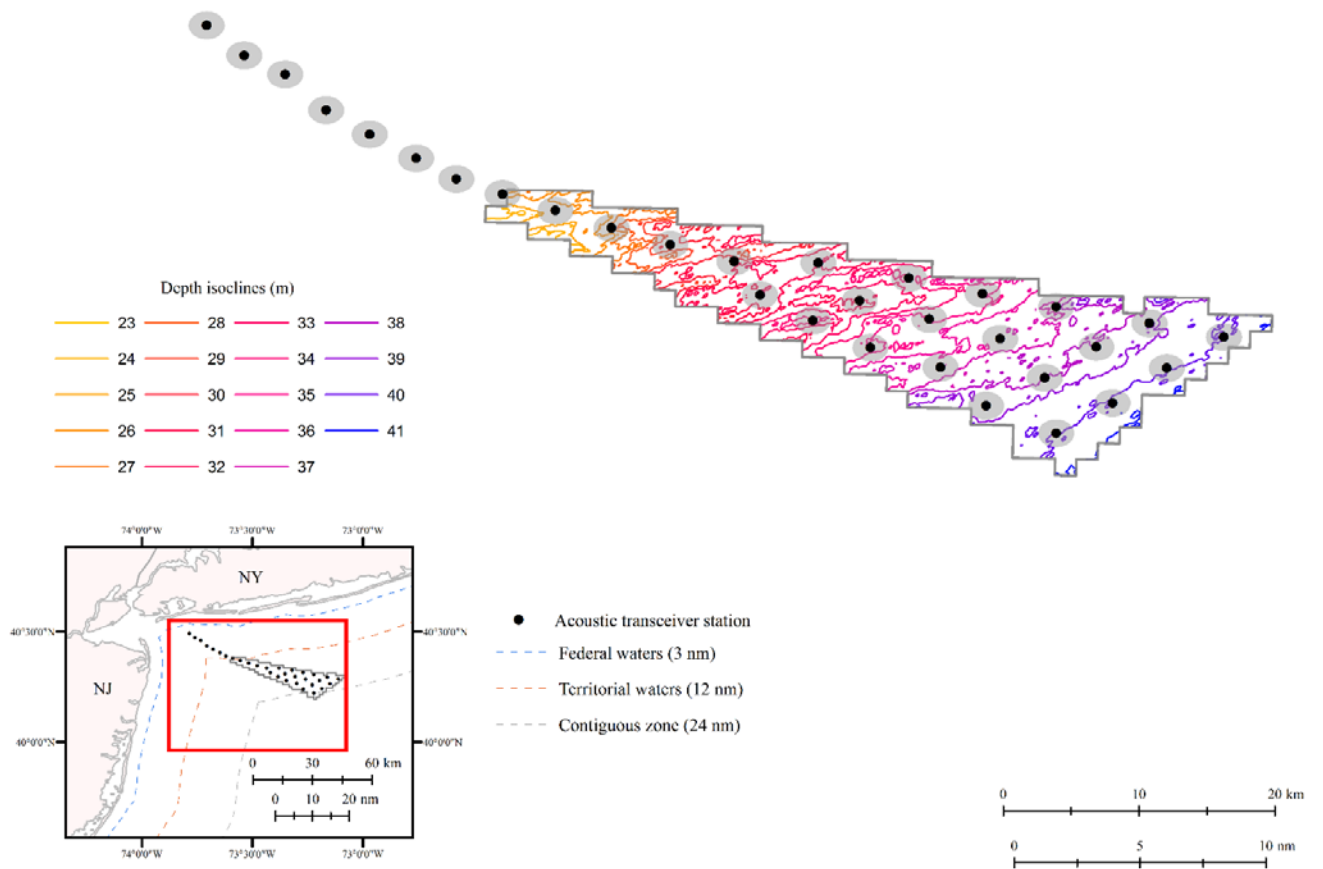 Depth isoclines (m)
23 28 33 38
24 29 34 39
25 30 35 40
26 31 36 41
27 32 37
74°0'0"W 73°30'0"W 73°0'0"W
NY
40°30'0"N 40°30'0"N
NJ
40°0'0"N 40°0'0"N
0 30 60 km
0 10 20 nm
74°0'0"W 73°30'0"W 73°0'0"W
Acoustic transceiver station
Federal waters (3 nm)
Territorial waters (12 nm)
Contiguous zone (24 nm)
0 10 20 km
0 5 10 nm